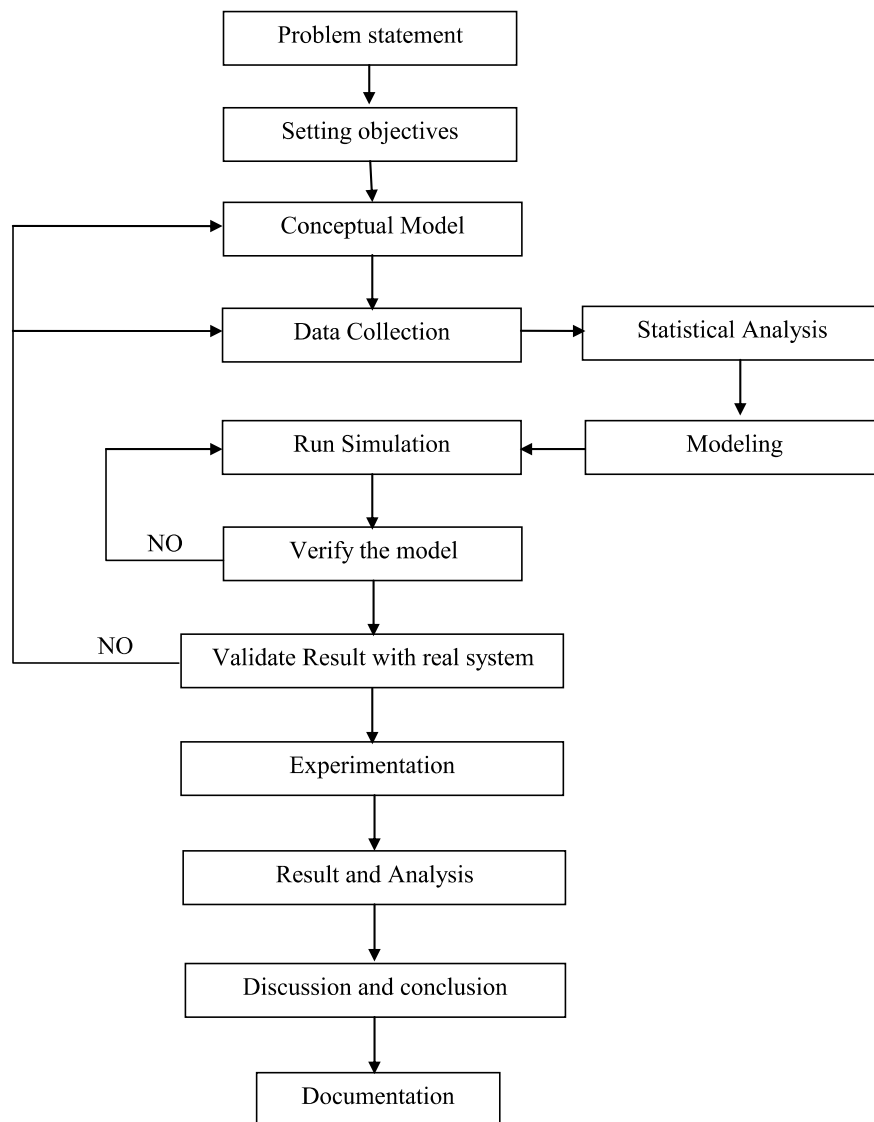 Problem statement
Setting objectives
Conceptual Model
Data Collection
Statistical Analysis
Run Simulation
Modeling
NO
Verify the model
NO
Validate Result with real system
Experimentation
Result and Analysis
Discussion and conclusion
Documentation